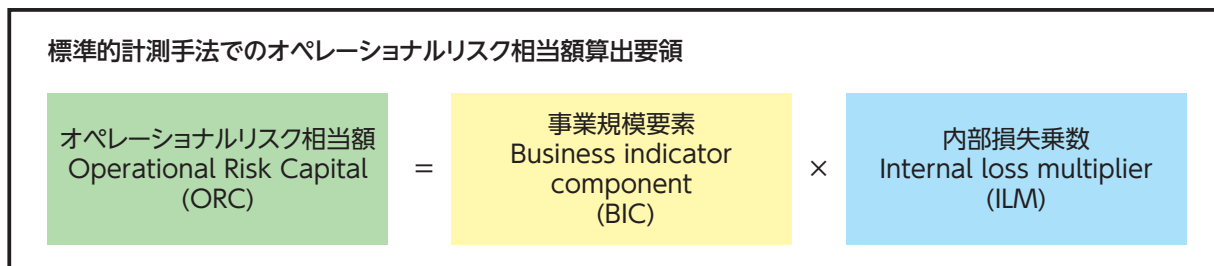 標準的計測手法でのオペレーショナルリスク相当額算出要領
オペレーショナルリスク相当額
Operational Risk Capital
(ORC)
=
事業規模要素
Business indicator
component
(BIC)
×
内部損失乗数
Internal loss multiplier
(ILM)